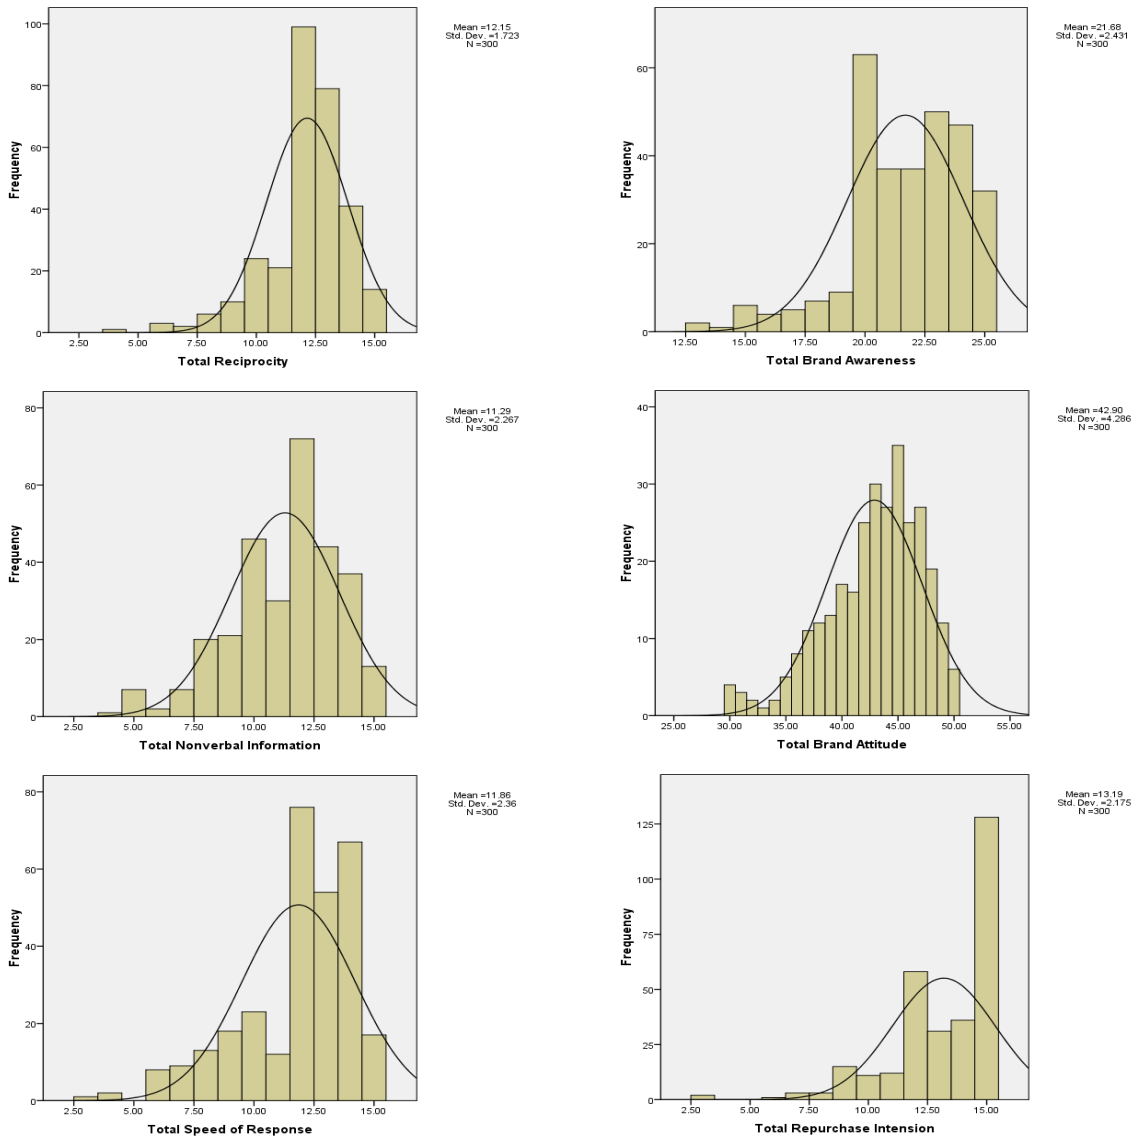 Mean =12.15
Std. Dev. =1.723
N =300
100
80
60
40
20
0
Frequency
2.50 5.00 7.50 10.00 12.50 15.00
Total Reciprocity
Mean =21.68
Std. Dev. =2.431
N =300
60
40
20
0
Frequency
12.50 15.00 17.50 20.00 22.50 25.00
Total Brand Awareness
Mean =11.29
Std. Dev. =2.267
N =300
80
60
40
20
0
Frequency
2.50 5.00 7.50 10.00 12.50 15.00
Total Nonverbal Information
Mean =42.90
Std. Dev. =4.286
N =300
40
30
20
10
0
Frequency
25.00 30.00 35.00 40.00 45.00 50.00 55.00
Total Brand Attitude
Mean =11.86
Std. Dev. =2.36
N =300
80
60
40
20
0
Frequency
2.50 5.00 7.50 10.00 12.50 15.00
Total Speed of Response
Mean =13.19
Std. Dev. =2.175
N =300
125
100
75
50
25
0
Frequency
2.50 5.00 7.50 10.00 12.50 15.00
Total Repurchase Intension